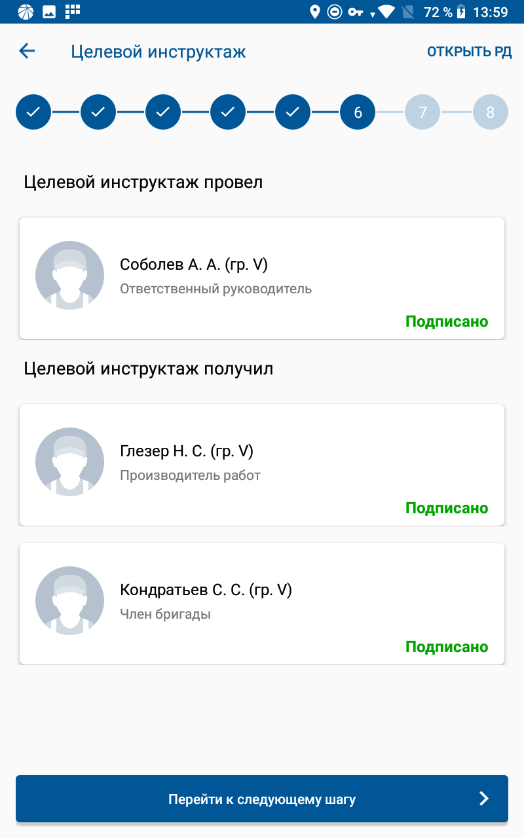 72 % 13:59
Целевой инструктаж ОТКРЫТЬ РД
6 7 8
Целевой инструктаж провел
Соболев А. А. (гр. V)
Ответственный руководитель
Подписано
Целевой инструктаж получил
Глезер Н. С. (гр. V)
Производитель работ
Подписано
Кондратьев С. С. (гр. V)
Член бригады
Подписано
Перейти к следующему шагу